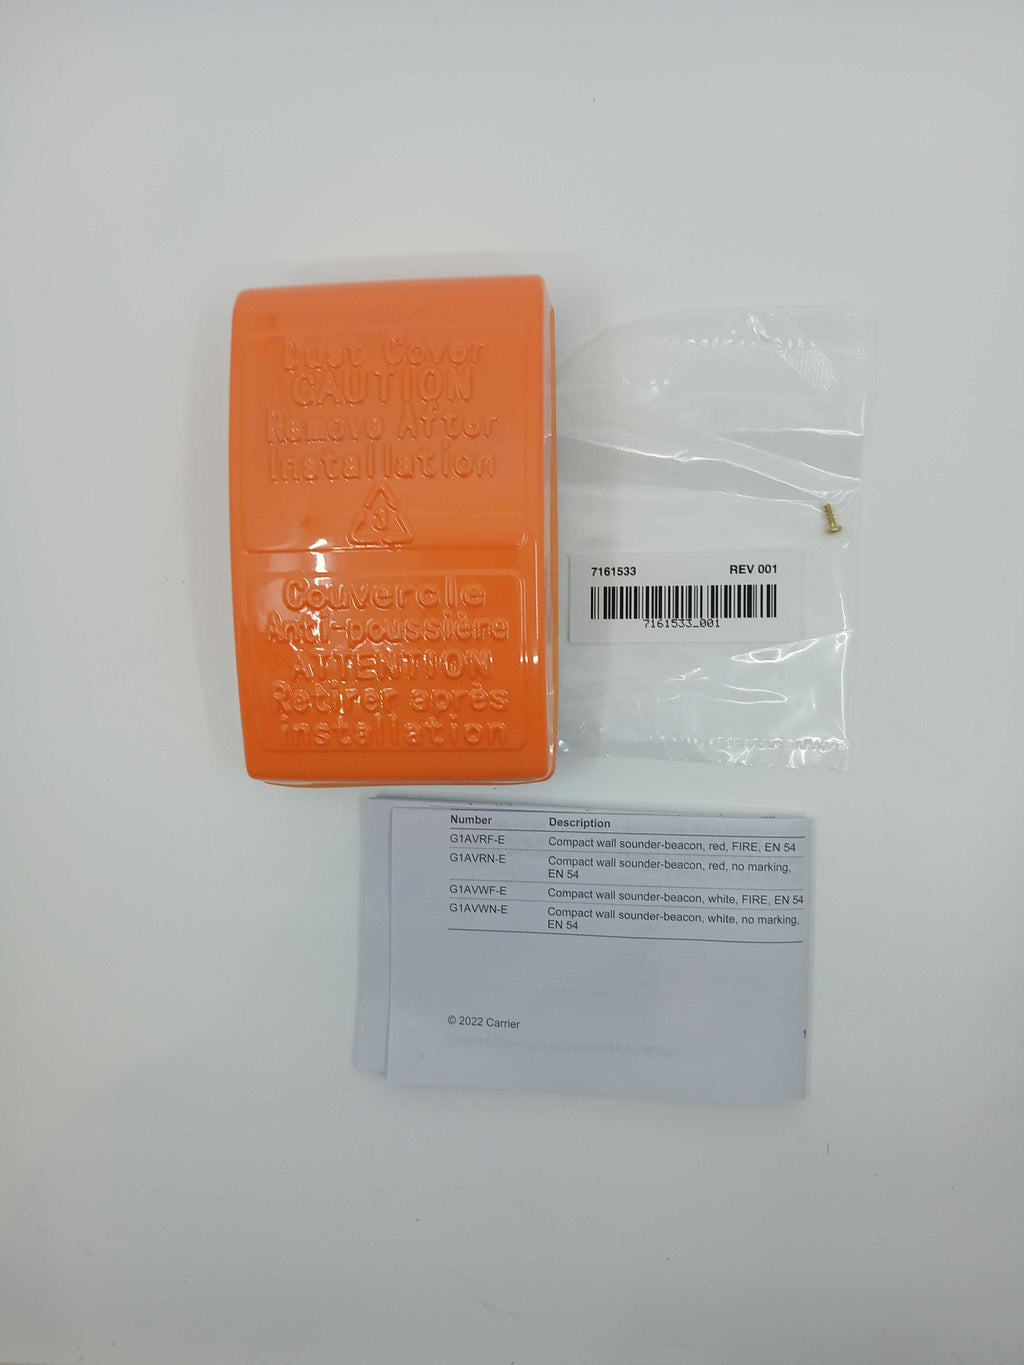 Dust Cover
CAUTION
Remove After
Installation
3
Couvercle
Anti-poussière
ATTENTION
Retirer après
installation
7161533 REV 001
7161533_001
Number Description
G1AVRF-E Compact wall sounder-beacon, red, FIRE, EN 54
G1AVRN-E Compact wall sounder-beacon, red, no marking,
EN 54
G1AVWF-E Compact wall sounder-beacon, white, FIRE, EN 54
G1AVWN-E Compact wall sounder-beacon, white, no marking,
EN 54
© 2022 Carrier